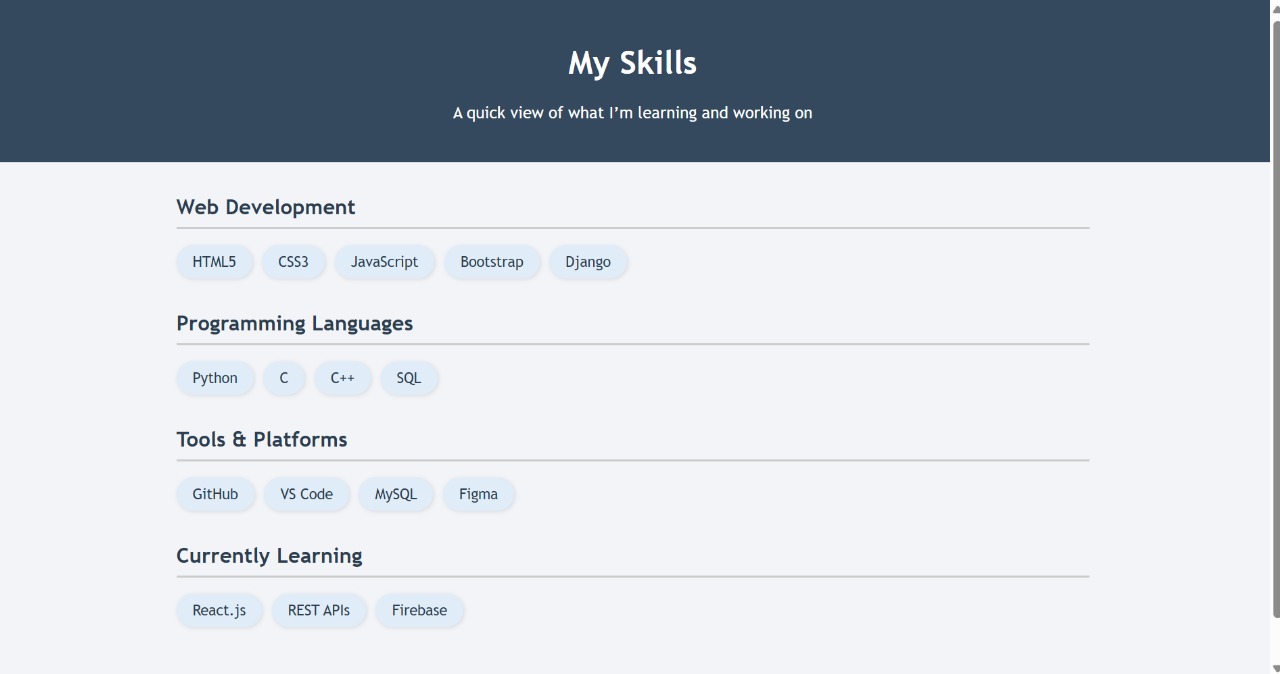 My Skills
A quick view of what I’m learning and working on
Web Development
HTML5 CSS3 JavaScript Bootstrap Django
Programming Languages
Python C C++ SQL
Tools & Platforms
GitHub VS Code MySQL Figma
Currently Learning
React.js REST APIs Firebase